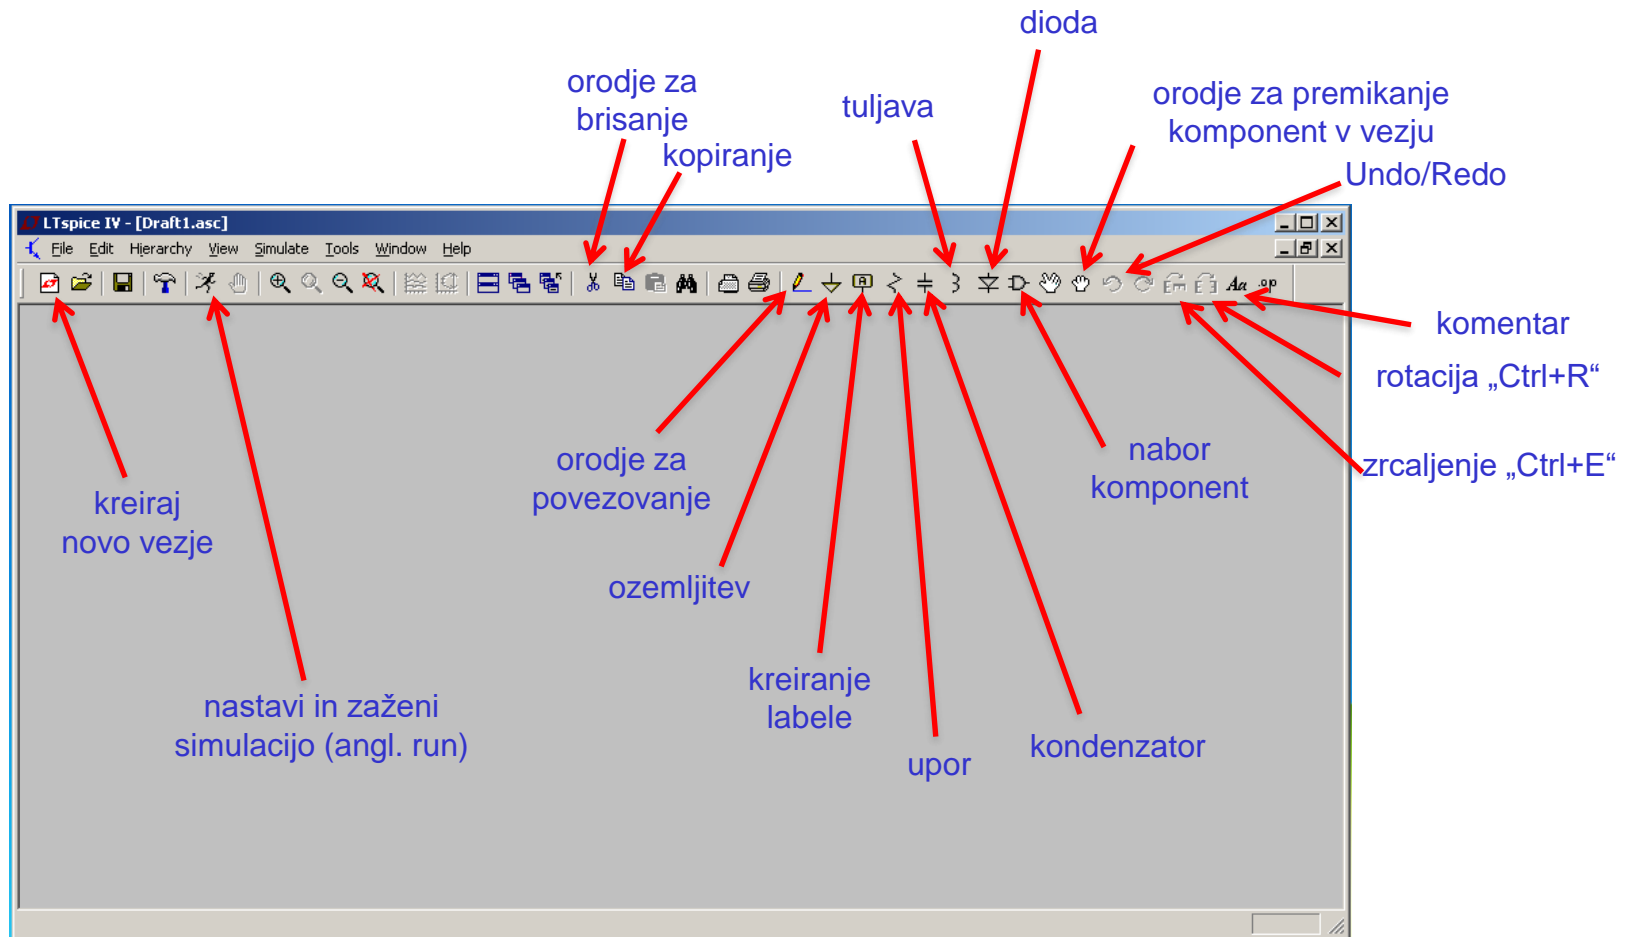 dioda
orodje za
brisanje
kopiranje
tuljava
orodje za premikanje
komponent v vezju
Undo/Redo
LTspice IV - [Draft1.asc]
File Edit Hierarchy View Simulate Tools Window Help
A
Aa
.op
komentar
rotacija „Ctrl+R“
zrcaljenje „Ctrl+E“
nabor
komponent
orodje za
povezovanje
kreiraj
novo vezje
ozemljitev
kreiranje
labele
nastavi in zaženi
simulacijo (angl. run)
upor
kondenzator